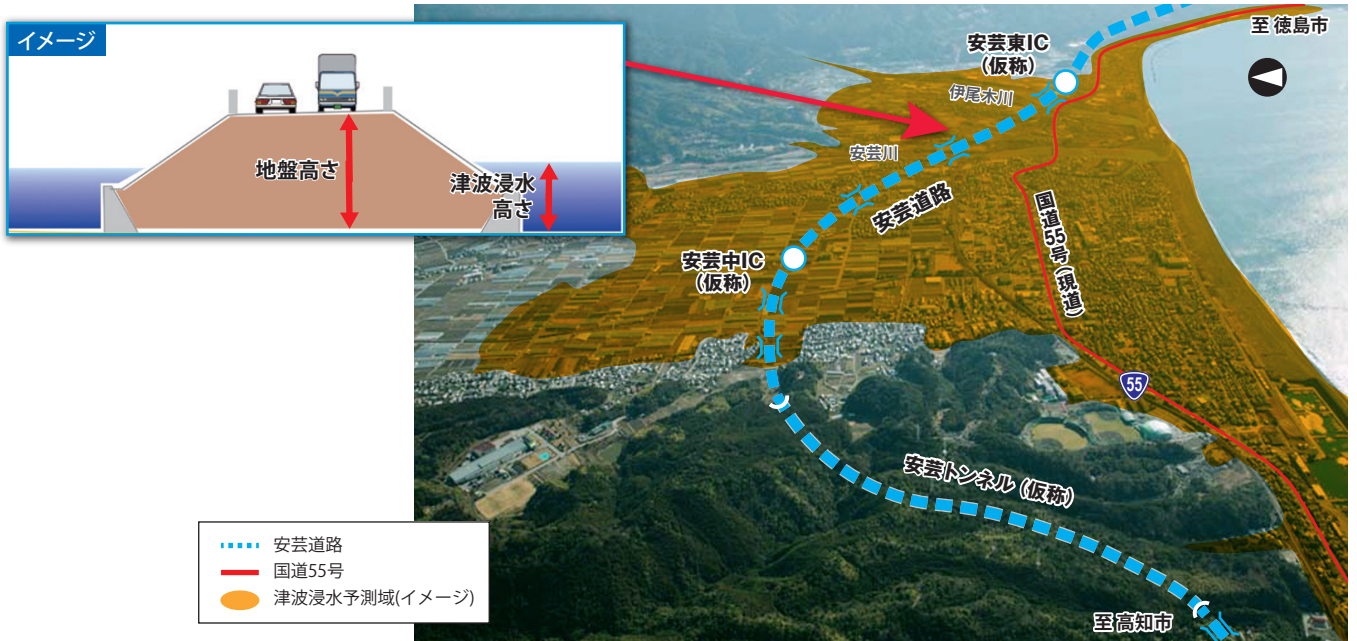 イメージ
地盤高さ
津波浸水
高さ
至 徳島市
安芸東IC
(仮称)
伊尾木川
安芸川
安芸道路
国道55号(現道)
安芸中IC
(仮称)
55
安芸トンネル (仮称)
至 高知市
安芸道路
国道55号
津波浸水予測域(イメージ)